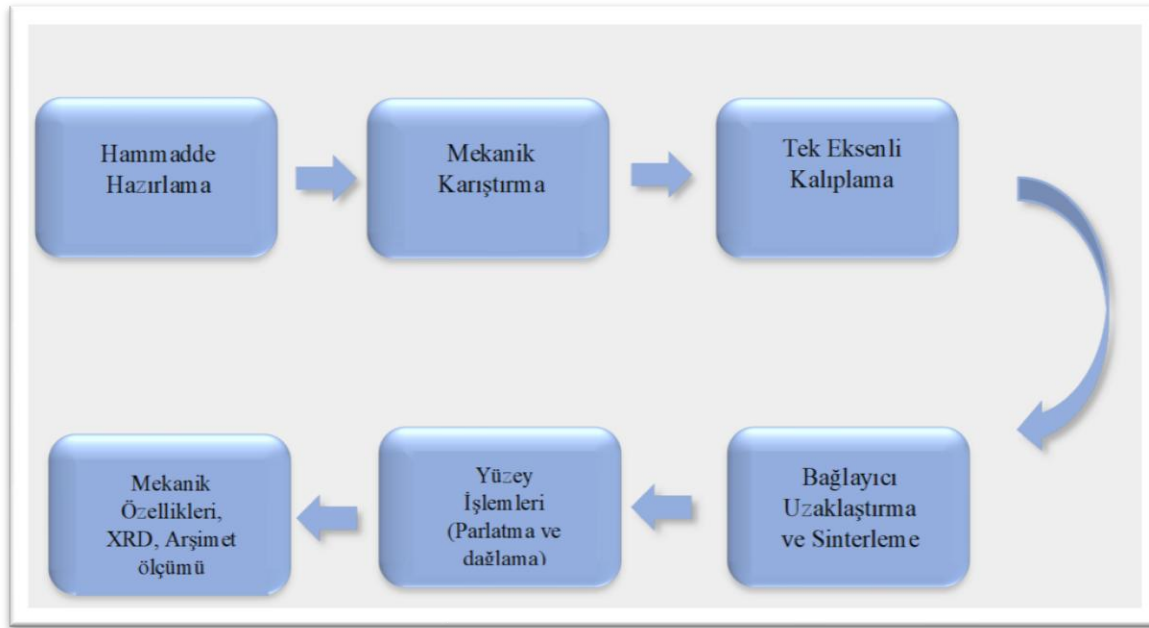 Hammadde
Hazırlama
Mekanik
Karıştırma
Tek Eksenli
Kalıplama
Bağlayıcı
Uzaklaştırma
ve Sinterleme
Yüzey
İşlemleri
(Parlatma ve
dağlama)
Mekanik
Özellikleri,
XRD, Arşimet
ölçümü